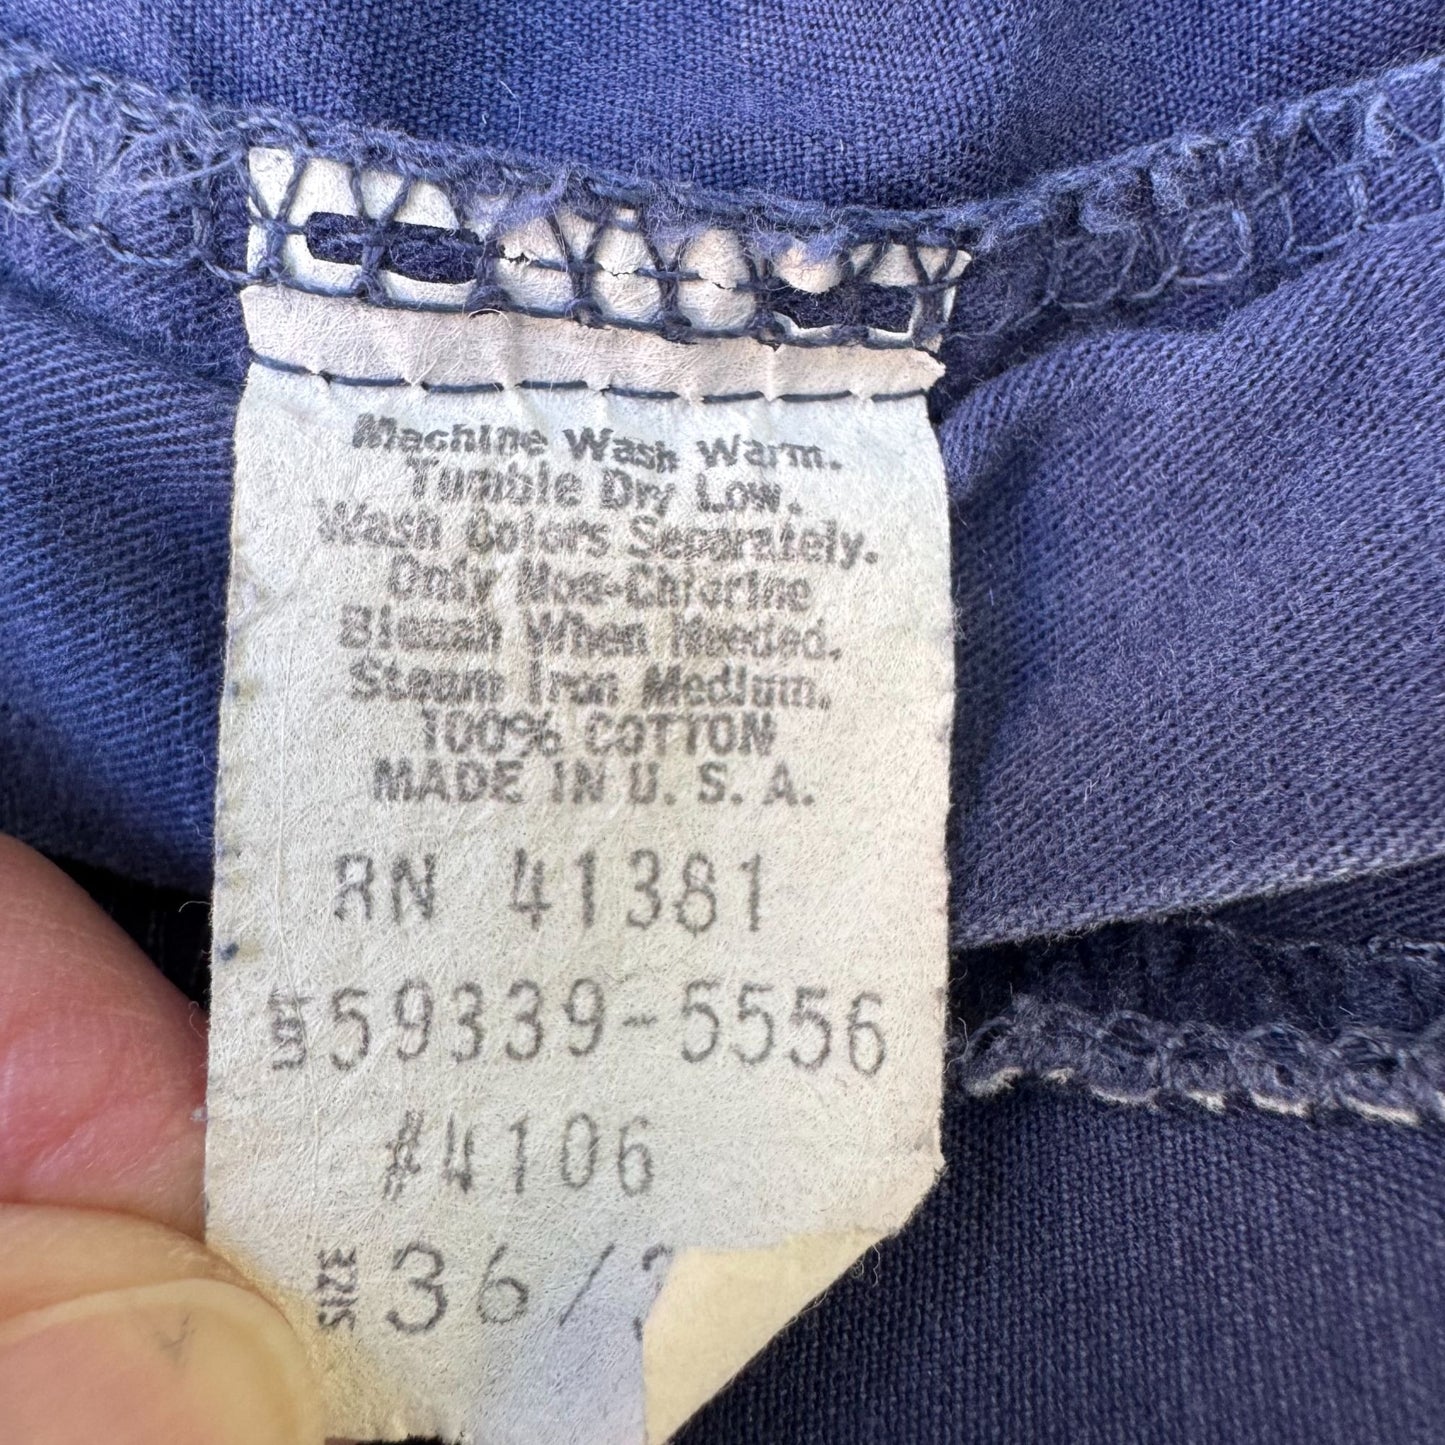 Machine Wash Warm.
Tumble Dry Low.
Wash Colors Separately.
Only Non-Chlorine
Bleach When Needed.
Steam Iron Medium.
100% COTTON
MADE IN U. S. A.
RN 41381
LOT 59339-5556
#4106
SIZE 36/